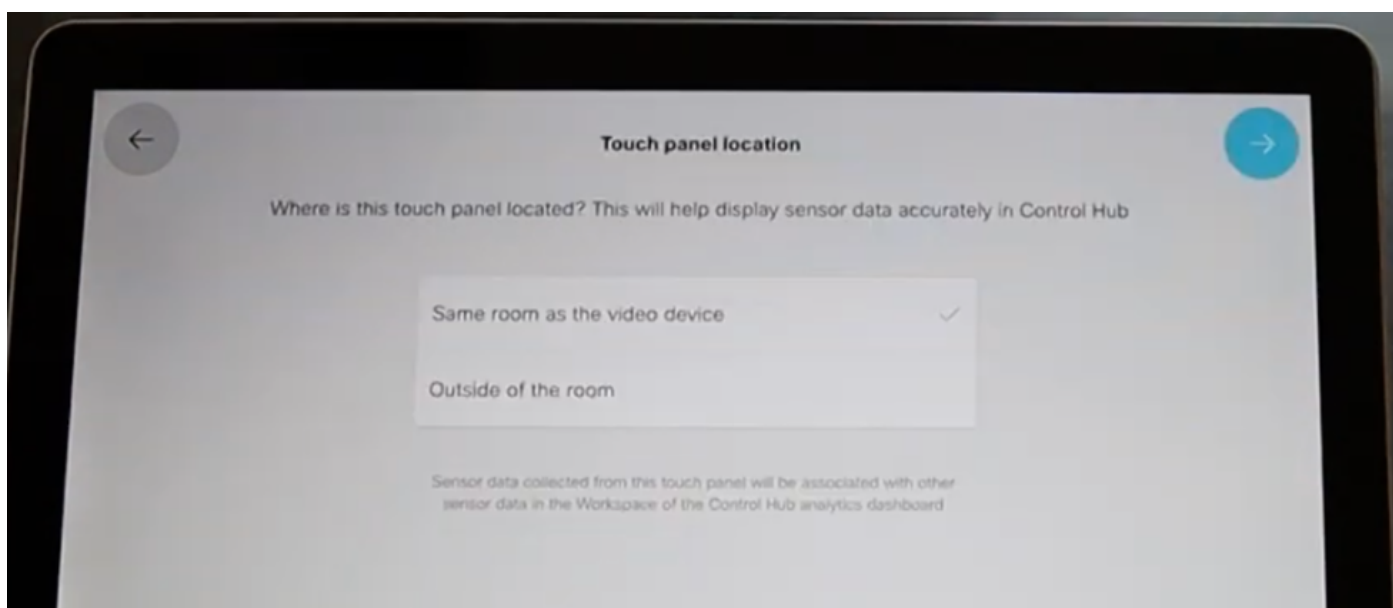 Touch panel location
Where is this touch panel located? This will help display sensor data accurately in Control Hub
Same room as the video device
Outside of the room
Sensor data collected from this touch panel will be associated with other
sensor data in the Workspace of the Control Hub analytics dashboard